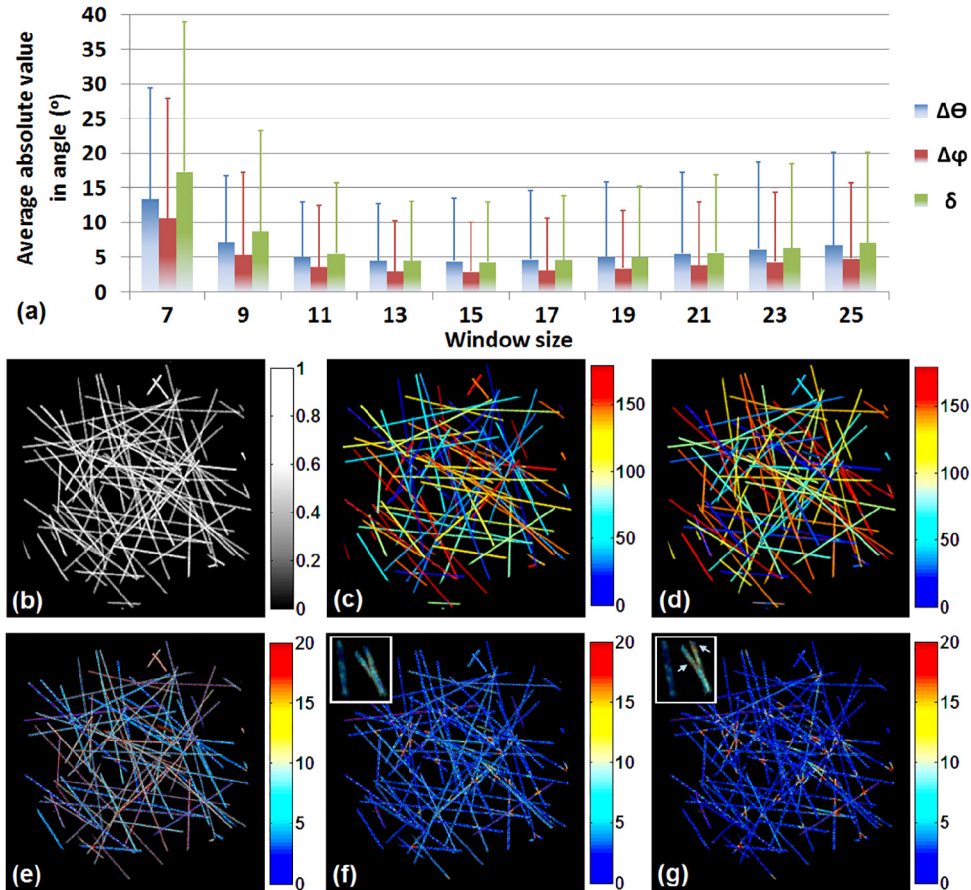 40
35
30
25
20
15
10
5
0
Average absolute value
in angle (°)
ΔΘ
Δφ
δ
7 9 11 13 15 17 19 21 23 25
Window size
(a)
1
0.8
0.6
0.4
0.2
0
(b)
150
100
50
0
(c)
150
100
50
0
(d)
20
15
10
5
0
(e)
20
15
10
5
0
(f)
20
15
10
5
0
(g)